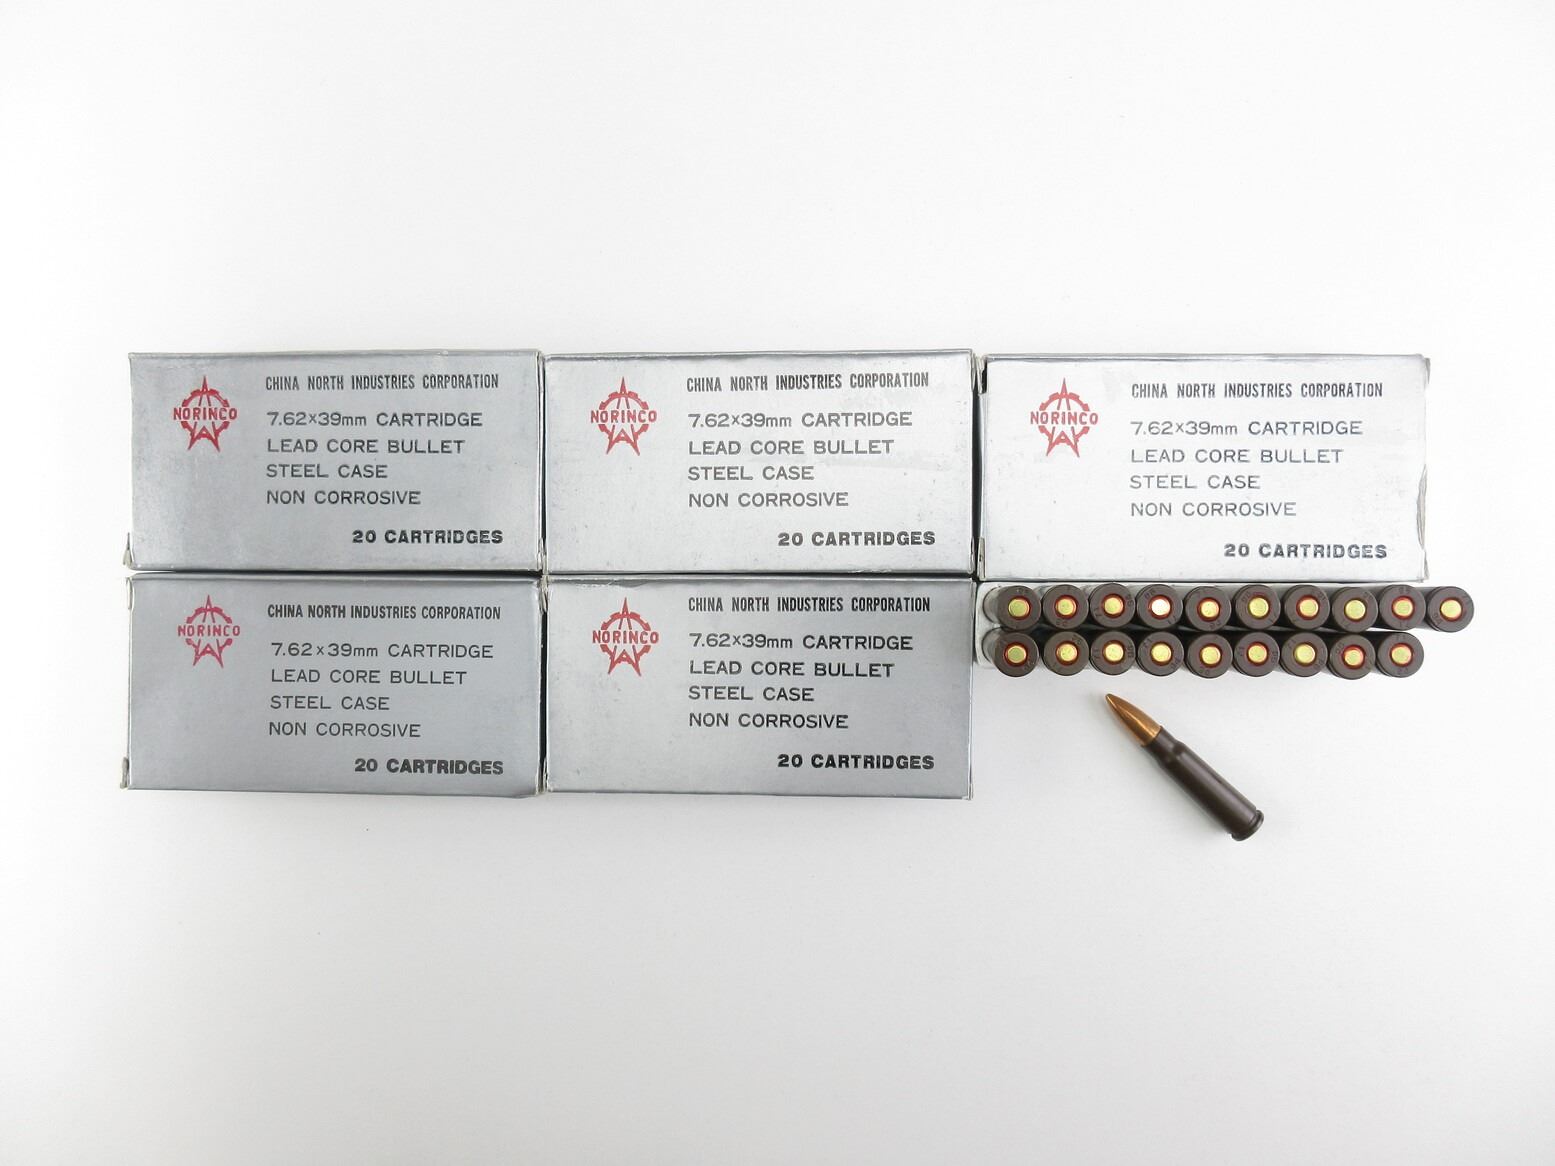 NORINCO
CHINA NORTH INDUSTRIES CORPORATION
7.62×39mm CARTRIDGE
LEAD CORE BULLET
STEEL CASE
NON CORROSIVE
20 CARTRIDGES
NORINCO
CHINA NORTH INDUSTRIES CORPORATION
7.62×39mm CARTRIDGE
LEAD CORE BULLET
STEEL CASE
NON CORROSIVE
20 CARTRIDGES
NORINCO
CHINA NORTH INDUSTRIES CORPORATION
7.62×39mm CARTRIDGE
LEAD CORE BULLET
STEEL CASE
NON CORROSIVE
20 CARTRIDGES
NORINCO
CHINA NORTH INDUSTRIES CORPORATION
7.62×39mm CARTRIDGE
LEAD CORE BULLET
STEEL CASE
NON CORROSIVE
20 CARTRIDGES
NORINCO
CHINA NORTH INDUSTRIES CORPORATION
7.62×39mm CARTRIDGE
LEAD CORE BULLET
STEEL CASE
NON CORROSIVE
20 CARTRIDGES